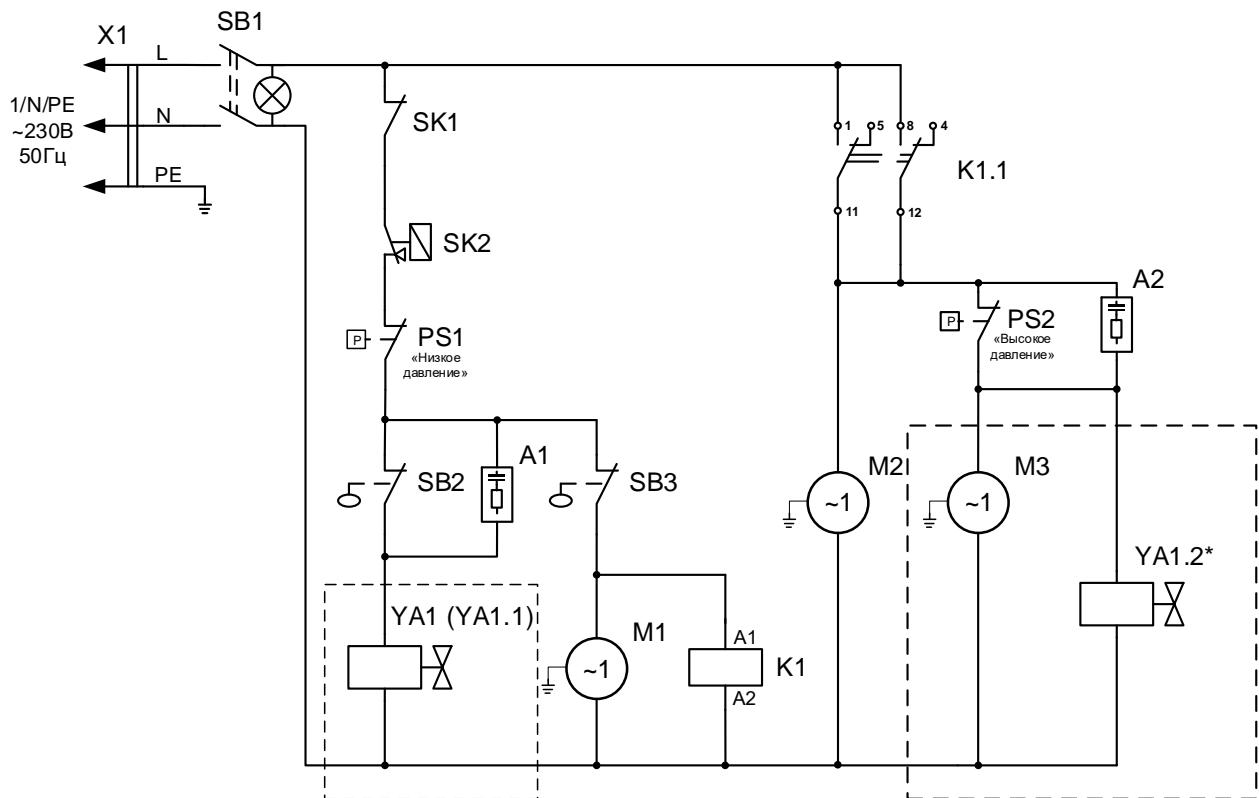 SB1
X1
L
1/N/PE
~230В
50Гц
N
PE
SK1
1
5
8
4
K1.1
11
12
SK2
A2
P
PS1
«Низкое
давление»
P
PS2
«Высокое
давление»
A1
SB2
SB3
M2
~1
M3
~1
YA1.2*
YA1 (YA1.1)
M1
~1
A1
K1
A2